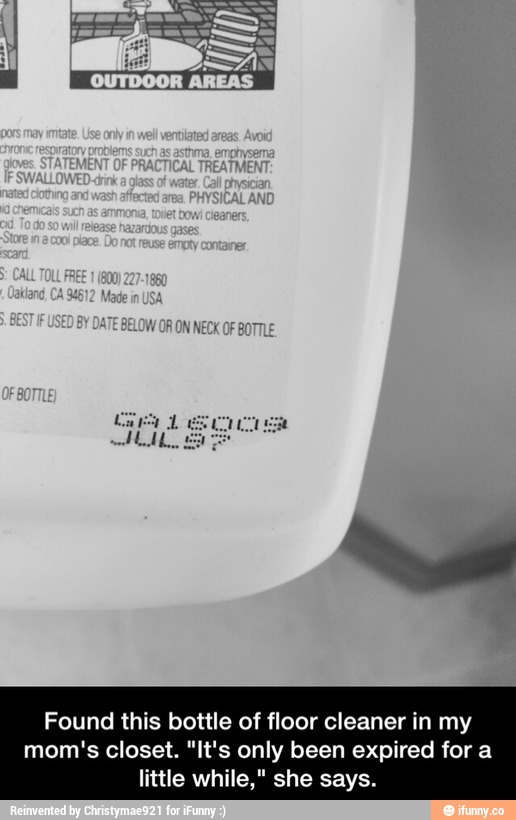 OUTDOOR AREAS
pors may irritate. Use only in well ventilated areas. Avoid
chronic respiratory problems such as asthma, emphysema
gloves. STATEMENT OF PRACTICAL TREATMENT:
IF SWALLOWED-drink a glass of water. Call physician.
inated clothing and wash affected area. PHYSICAL AND
chemicals such as ammonia, toilet bowl cleaners,
cid. To do so will release hazardous gases.
-Store in a cool place. Do not reuse empty container.
iscard.
S: CALL TOLL FREE 1 (800) 227-1860
, Oakland, CA 94612 Made in USA
S. BEST IF USED BY DATE BELOW OR ON NECK OF BOTTLE.
OF BOTTLE)
SA16009
JUL97
Found this bottle of floor cleaner in my
mom's closet. "It's only been expired for a
little while," she says.
Reinvented by Christymae921 for iFunny :)
ifunny.co